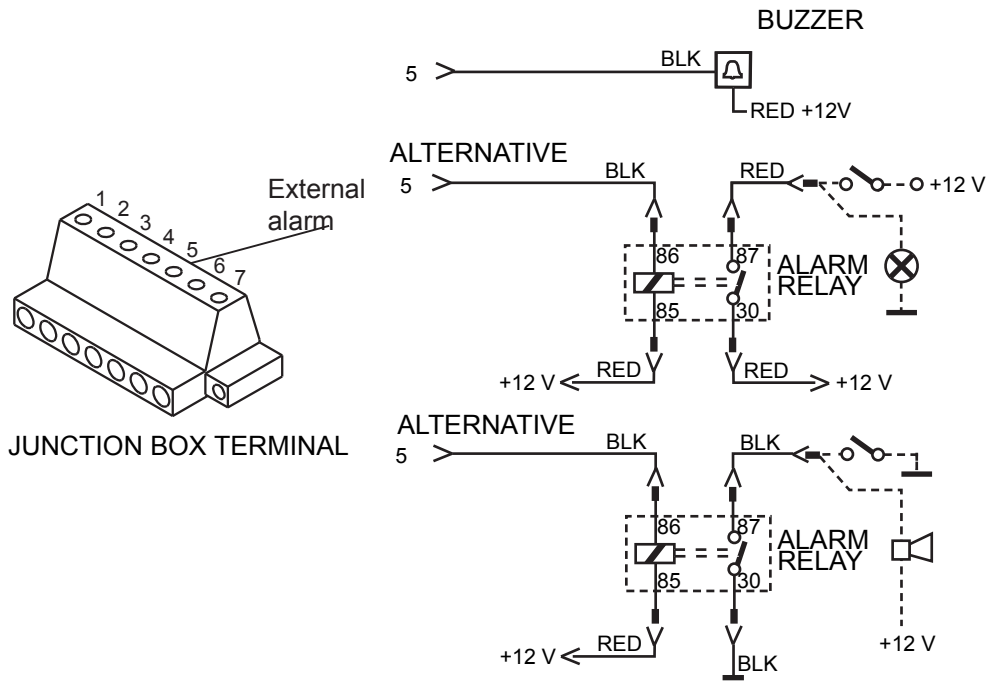 BUZZER
5
BLK
RED +12V
ALTERNATIVE
5
BLK
RED
+12 V
86
87
ALARM
RELAY
85
30
+12 V
RED
RED
+12 V
External
alarm
1
2
3
4
5
6
7
JUNCTION BOX TERMINAL
ALTERNATIVE
5
BLK
BLK
86
87
ALARM
RELAY
85
30
+12 V
RED
BLK
+12 V